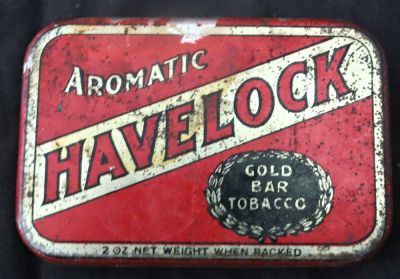 AROMATIC
HAVELOCK
GOLD
BAR
TOBACCO
2 OZ NET WEIGHT WHEN PACKED